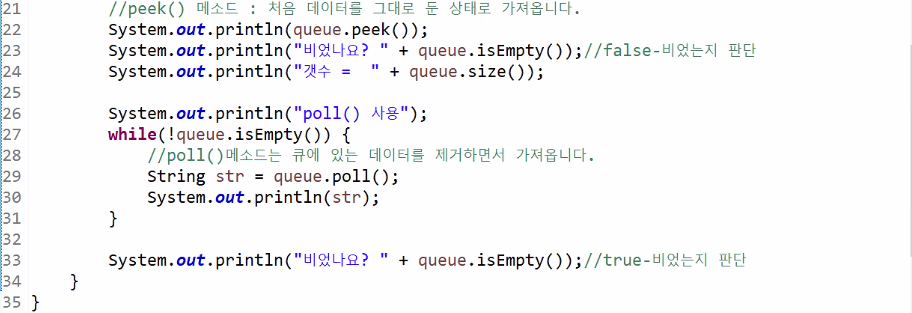 21 //peek() 메소드 : 처음 데이터를 그대로 둔 상태로 가져옵니다.
22 System.out.println(queue.peek());
23 System.out.println("비었나요? " + queue.isEmpty());//false-비었는지 판단
24 System.out.println("갯수 =  " + queue.size());
25
26 System.out.println("poll() 사용");
27 while(!queue.isEmpty()) {
28 //poll()메소드는 큐에 있는 데이터를 제거하면서 가져옵니다.
29 String str = queue.poll();
30 System.out.println(str);
31 }
32
33 System.out.println("비었나요? " + queue.isEmpty());//true-비었는지 판단
34 }
35 }